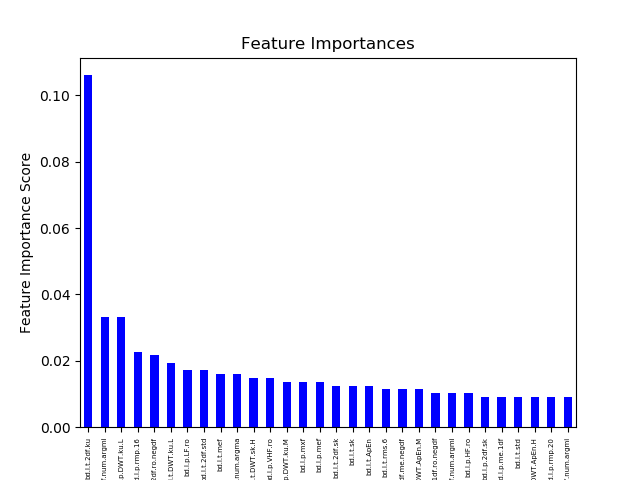 Feature Importances
Feature Importance Score
0.10
0.08
0.06
0.04
0.02
0.00
bd.l.t.2df.ku
.num.argmi
.p.DWT.ku.L
d.l.p.rmp.16
2df.ro.negdf
.t.DWT.ku.L
bd.l.p.LF.ro
bd.l.t.2df.std
bd.l.t.mef
.num.argma
.t.DWT.sk.H
d.l.p.VHF.ro
.p.DWT.ku.M
bd.l.p.mxf
bd.l.p.mef
bd.l.t.2df.sk
bd.l.t.sk
bd.l.t.ApEn
bd.l.t.rms.6
df.me.negdf
DWT.ApEn.M
1df.ro.negdf
.num.argmi
bd.l.p.HF.ro
bd.l.p.2df.sk
d.l.p.me.1df
bd.l.t.std
DWT.ApEn.H
d.l.p.rmp.20
.num.argmi